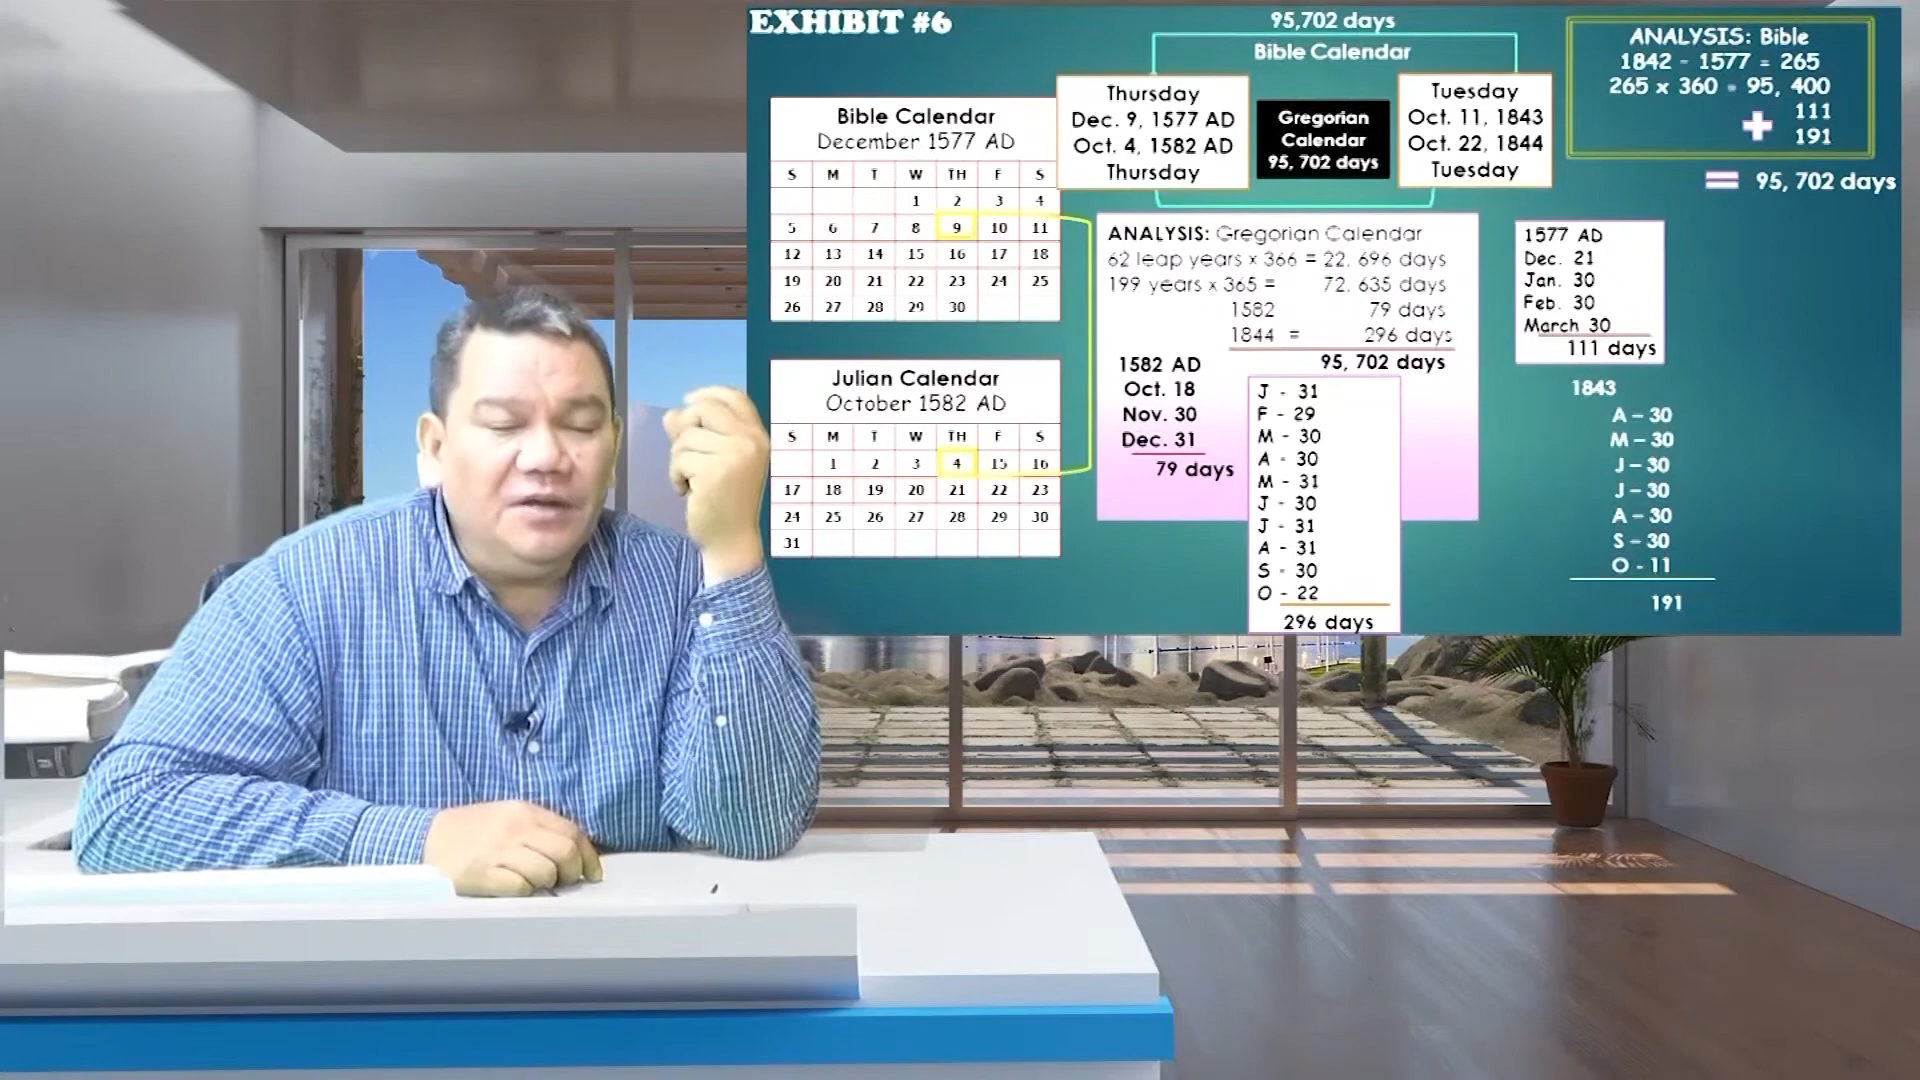 EXHIBIT #6
95,702 days
Bible Calendar
Thursday
Dec. 9, 1577 AD
Oct. 4, 1582 AD
Thursday
Gregorian
Calendar
95, 702 days
Tuesday
Oct. 11, 1843
Oct. 22, 1844
Tuesday
ANALYSIS: Bible
1842 - 1577 = 265
265 x 360 = 95, 400
+ 111
191
= 95, 702 days
Bible Calendar
December 1577 AD
S M T W TH F S
1 2 3 4
5 6 7 8 9 10 11
12 13 14 15 16 17 18
19 20 21 22 23 24 25
26 27 28 29 30
Julian Calendar
October 1582 AD
S M T W TH F S
1 2 3 4 15 16
17 18 19 20 21 22 23
24 25 26 27 28 29 30
31
ANALYSIS: Gregorian Calendar
62 leap years x 366 = 22, 696 days
199 years x 365 = 72, 635 days
1582 79 days
1844 = 296 days
95, 702 days
1582 AD
Oct. 18
Nov. 30
Dec. 31
79 days
J - 31
F - 29
M - 30
A - 30
M - 31
J - 30
J - 31
A - 31
S - 30
O - 22
296 days
1577 AD
Dec. 21
Jan. 30
Feb. 30
March 30
111 days
1843
A - 30
M - 30
J - 30
J - 30
A - 30
S - 30
O - 11
191